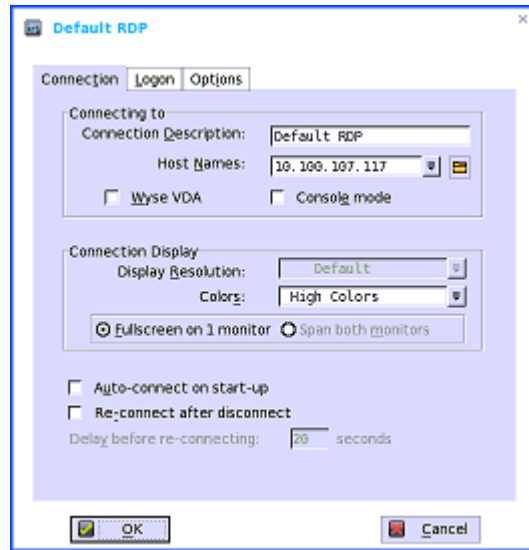 Default RDP
Connection Logon Options
Connecting to
Connection Description: Default RDP
Host Names: 10.100.107.117
Wyse VDA Console mode
Connection Display
Display Resolution: Default
Colors: High Colors
Fullscreen on 1 monitor Span both monitors
Auto-connect on start-up
Re-connect after disconnect
Delay before re-connecting: 20 seconds
OK Cancel